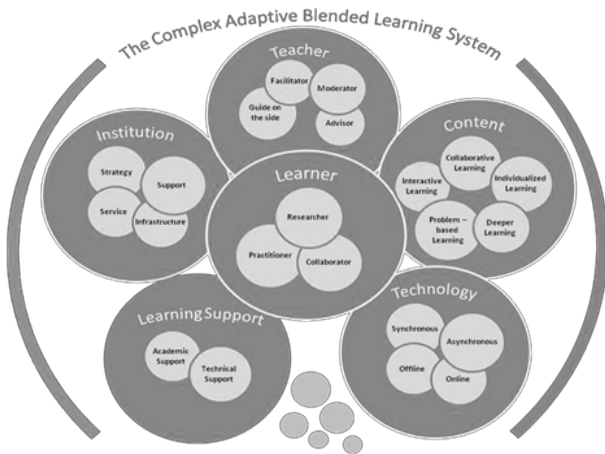 The Complex Adaptive Blended Learning System
Teacher
Facilitator
Moderator
Guide on
the side
Advisor
Institution
Strategy
Support
Service
Infrastructure
Content
Collaborative
Learning
Interactive
Learning
Individualized
Learning
Problem –
based
Learning
Deeper
Learning
Learner
Researcher
Practitioner
Collaborator
Learning Support
Academic
Support
Technical
Support
Technology
Synchronous
Asynchronous
Offline
Online